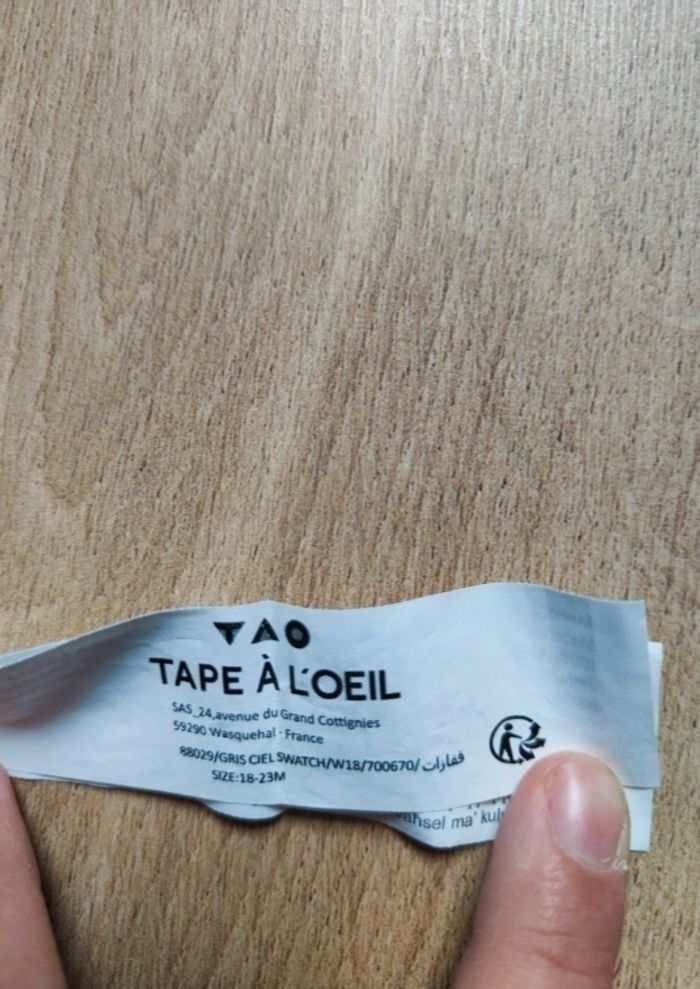 TAO
TAPE À L'OEIL
SAS_24,avenue du Grand Cottignies
59290 Wasquehal - France
88029/GRIS CIEL SWATCH/W18/700670/ قفازات
SIZE:18-23M
ma'